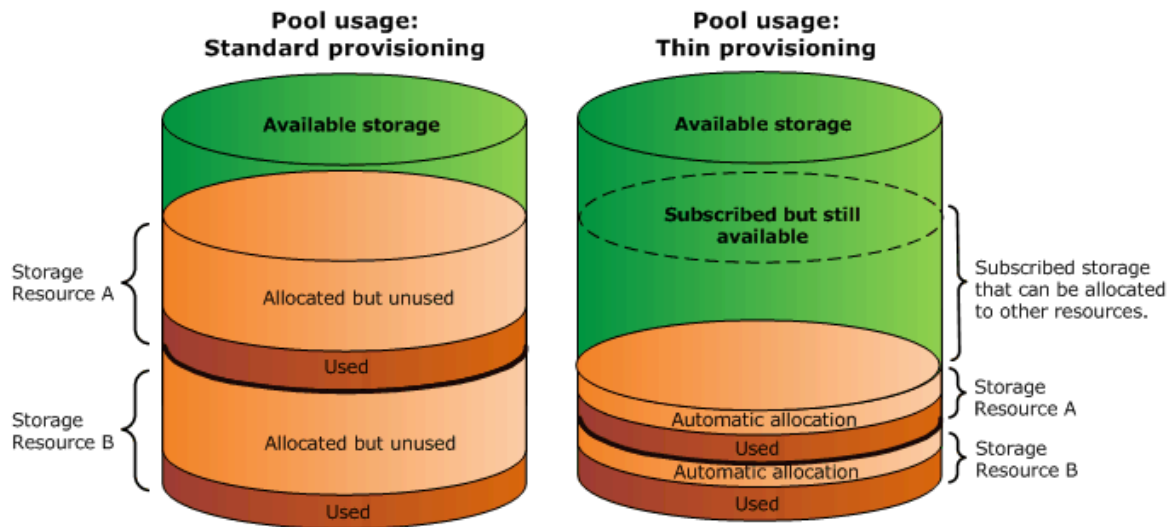 Pool usage:
Standard provisioning
Available storage
Storage
Resource A
Allocated but unused
Used
Storage
Resource B
Allocated but unused
Used
Pool usage:
Thin provisioning
Available storage
Subscribed but still
available
Subscribed storage
that can be allocated
to other resources.
Automatic allocation
Used
Storage
Resource A
Automatic allocation
Used
Storage
Resource B